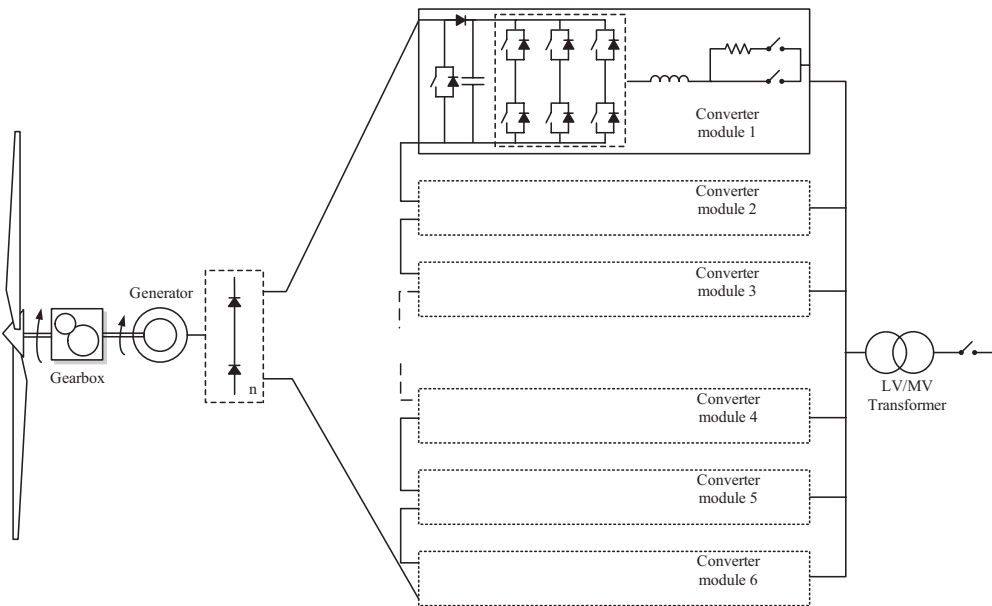 Converter
module 1
Converter
module 2
Converter
module 3
Generator
Gearbox
n
LV/MV
Transformer
Converter
module 4
Converter
module 5
Converter
module 6